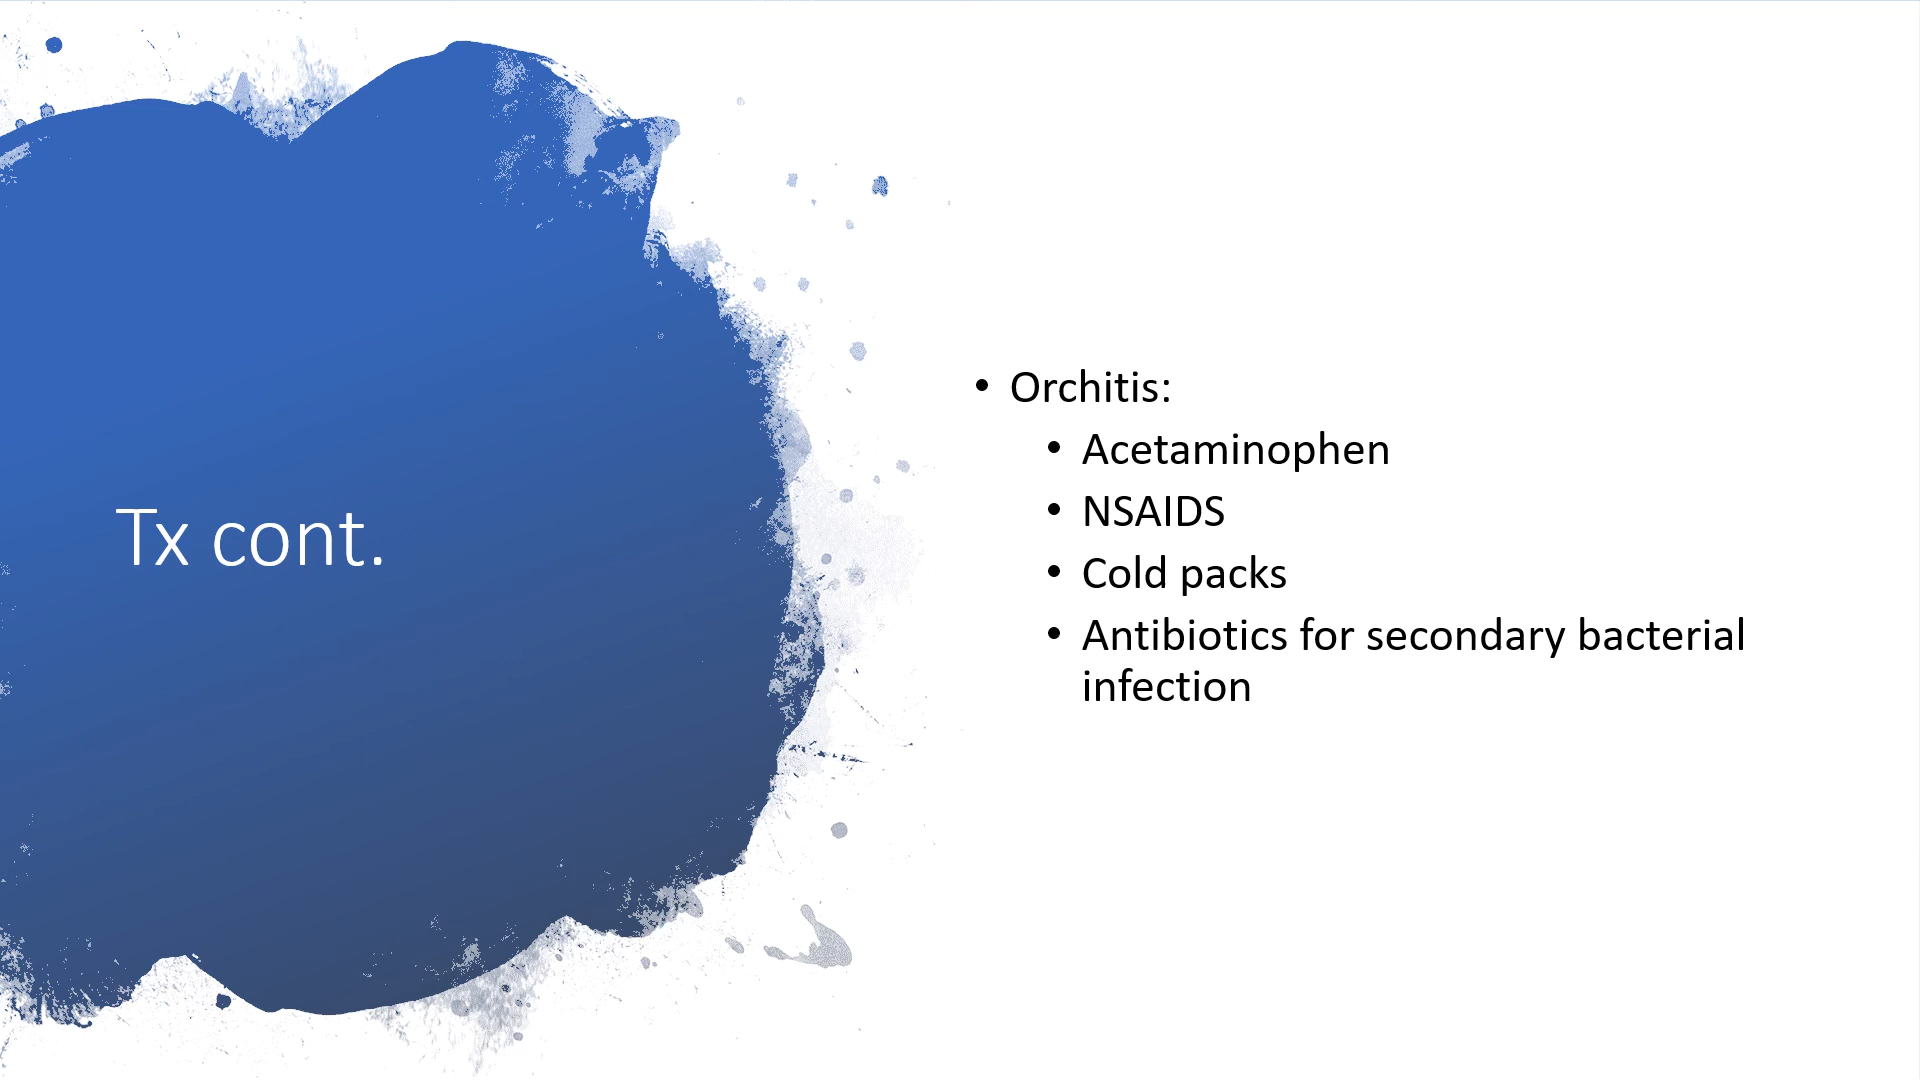 Tx cont.
• Orchitis:
• Acetaminophen
• NSAIDS
• Cold packs
• Antibiotics for secondary bacterial
infection